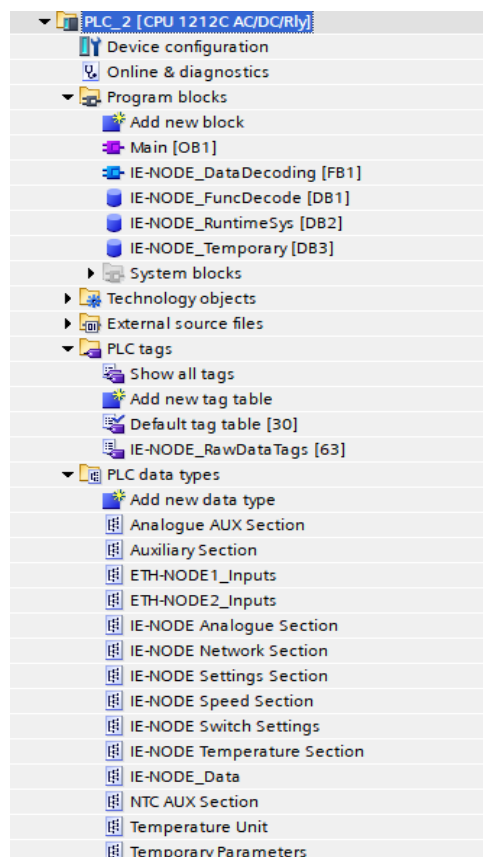 PLC_2 [CPU 1212C AC/DC/Rly]
Device configuration
Online & diagnostics
Program blocks
Add new block
Main [OB1]
IE-NODE_DataDecoding [FB1]
IE-NODE_FuncDecode [DB1]
IE-NODE_RuntimeSys [DB2]
IE-NODE_Temporary [DB3]
System blocks
Technology objects
External source files
PLC tags
Show all tags
Add new tag table
Default tag table [30]
IE-NODE_RawDataTags [63]
PLC data types
Add new data type
Analogue AUX Section
Auxiliary Section
ETH-NODE1_Inputs
ETH-NODE2_Inputs
IE-NODE Analogue Section
IE-NODE Network Section
IE-NODE Settings Section
IE-NODE Speed Section
IE-NODE Switch Settings
IE-NODE Temperature Section
IE-NODE_Data
NTC AUX Section
Temperature Unit
Temporary Parameters